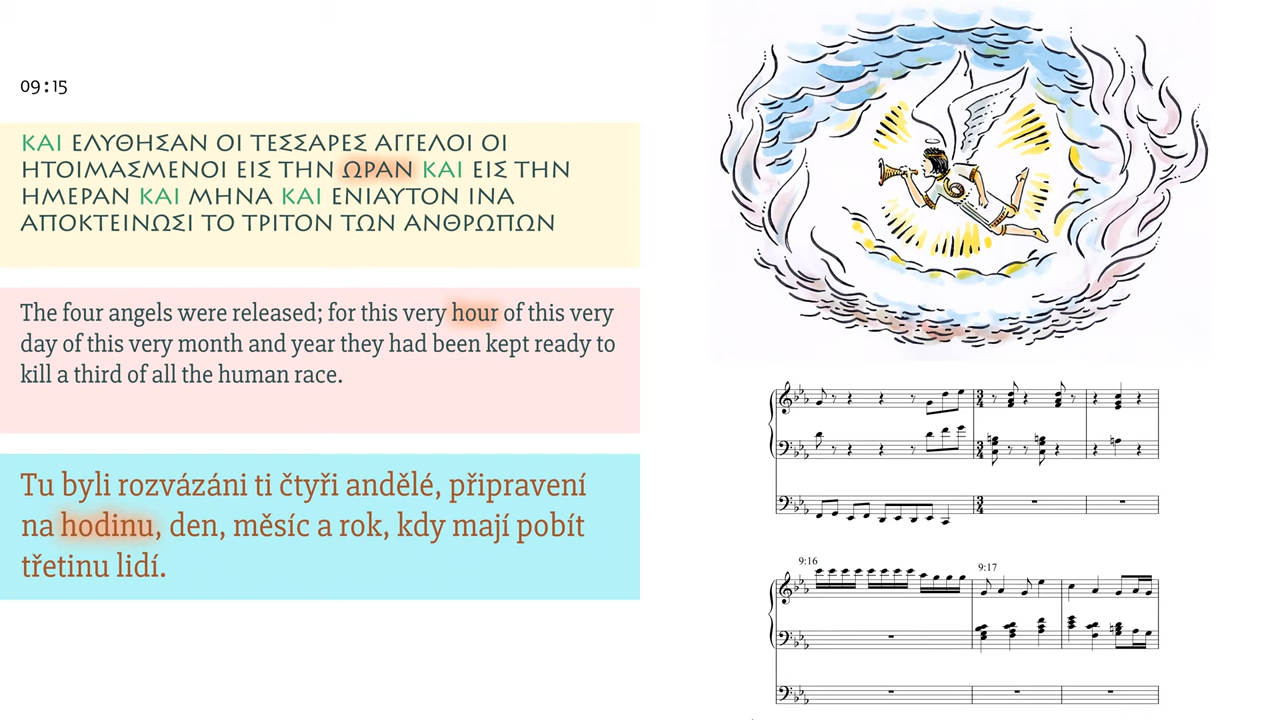 09:15
ΚΑΙ ΕΛΥΘΗΣΑΝ ΟΙ ΤΕΣΣΑΡΕΣ ΑΓΓΕΛΟΙ ΟΙ
ΗΤΟΙΜΑΣΜΕΝΟΙ ΕΙΣ ΤΗΝ ΩΡΑΝ ΚΑΙ ΕΙΣ ΤΗΝ
ΗΜΕΡΑΝ ΚΑΙ ΜΗΝΑ ΚΑΙ ΕΝΙΑΥΤΟΝ ΙΝΑ
ΑΠΟΚΤΕΙΝΩΣΙ ΤΟ ΤΡΙΤΟΝ ΤΩΝ ΑΝΘΡΩΠΩΝ
The four angels were released; for this very hour of this very
day of this very month and year they had been kept ready to
kill a third of all the human race.
Tu byli rozvázáni ti čtyři andělé, připravení
na hodinu, den, měsíc a rok, kdy mají pobít
třetinu lidí.
9:16
9:17